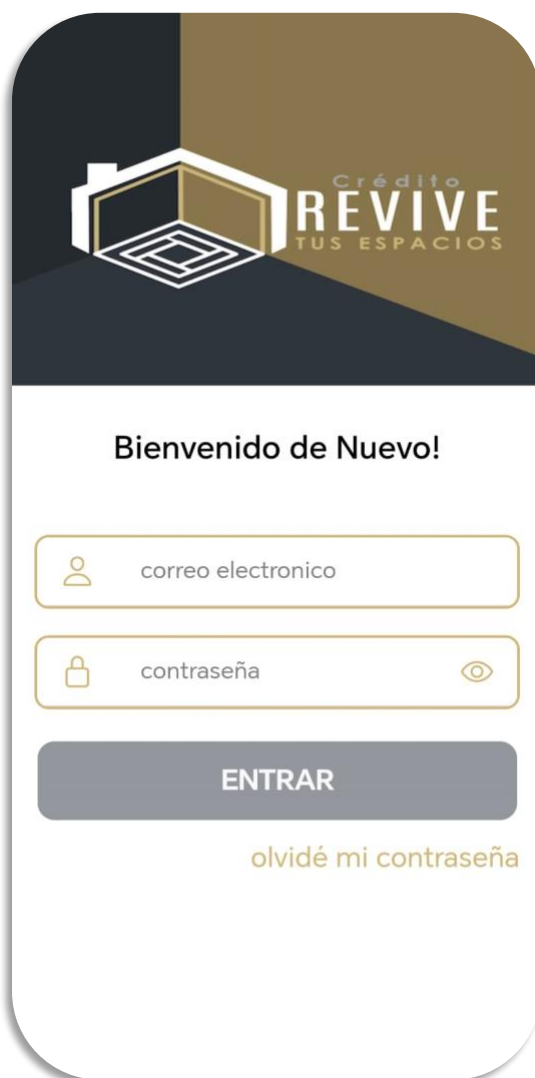 Crédito
REVIVE
TUS ESPACIOS
Bienvenido de Nuevo!
correo electronico
contraseña
ENTRAR
olvidé mi contraseña